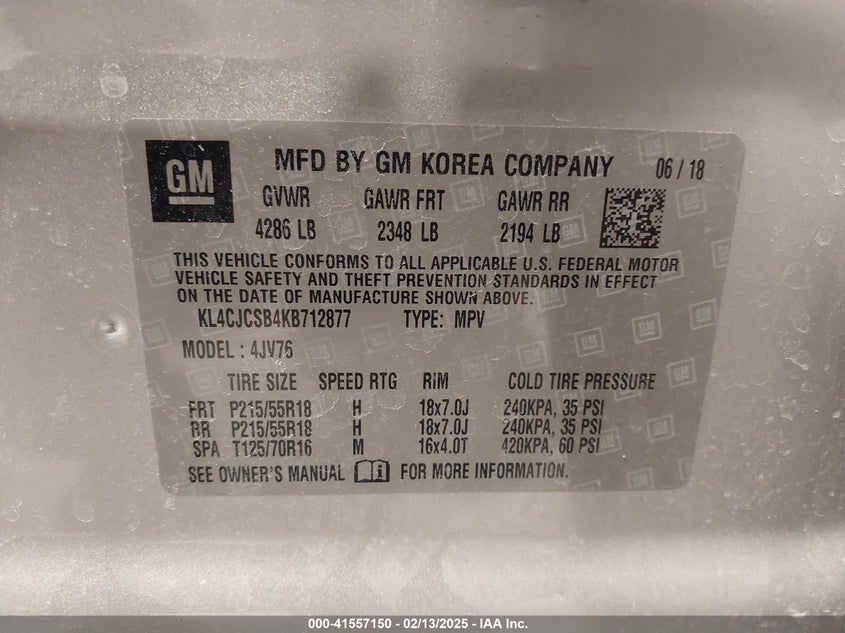 GM
MFD BY GM KOREA COMPANY 06 / 18
GVWR GAWR FRT GAWR RR
4286 LB 2348 LB 2194 LB
THIS VEHICLE CONFORMS TO ALL APPLICABLE U.S. FEDERAL MOTOR
VEHICLE SAFETY AND THEFT PREVENTION STANDARDS IN EFFECT
ON THE DATE OF MANUFACTURE SHOWN ABOVE.
KL4CJCSB4KB712877 TYPE: MPV
MODEL : 4JV76
TIRE SIZE SPEED RTG RIM COLD TIRE PRESSURE
FRT P215/55R18 H 18x7.0J 240KPA, 35 PSI
RR P215/55R18 H 18x7.0J 240KPA, 35 PSI
SPA T125/70R16 M 16x4.0T 420KPA, 60 PSI
SEE OWNER'S MANUAL FOR MORE INFORMATION.
000-41557150 - 02/13/2025 - IAA Inc.